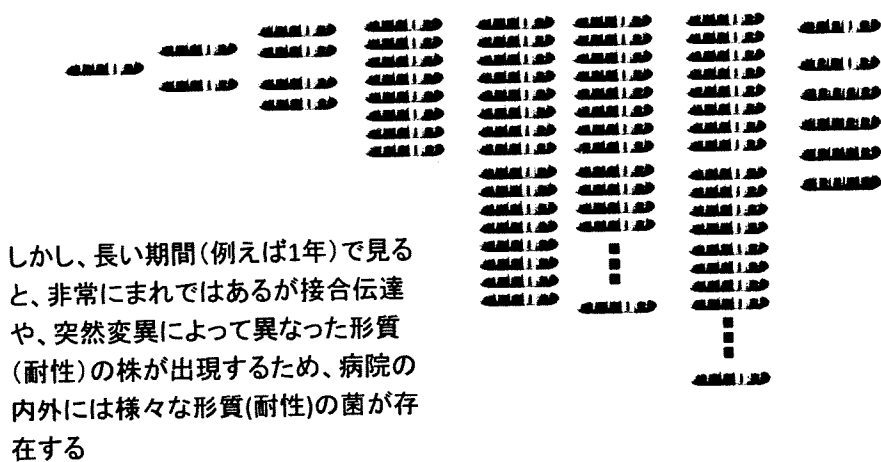 しかし、長い期間（例えば1年）で見る
と、非常にまれではあるが接合伝達
や、突然変異によって異なった形質
（耐性）の株が出現するため、病院の
内外には様々な形質(耐性)の菌が存
在する